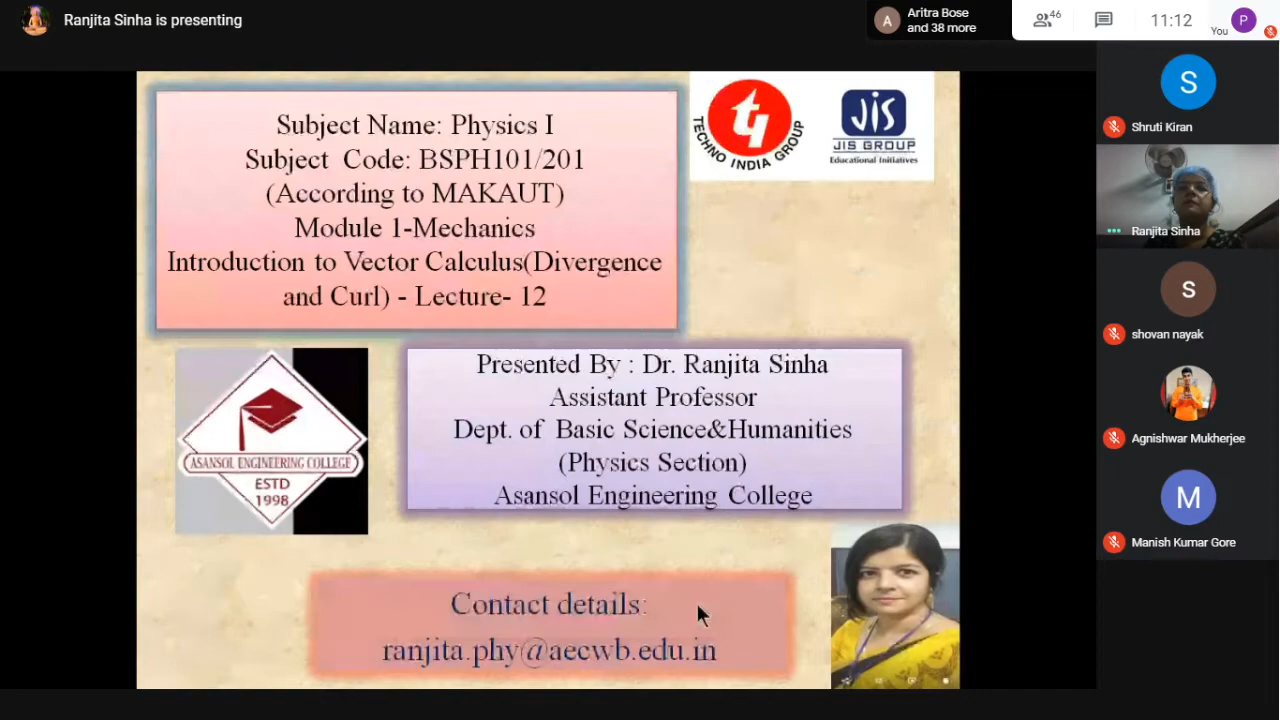 Ranjita Sinha is presenting
A
Aritra Bose
and 38 more
46
11:12
You
P
Subject Name: Physics I
Subject Code: BSPH101/201
(According to MAKAUT)
Module 1-Mechanics
Introduction to Vector Calculus(Divergence
and Curl) - Lecture- 12
TECHNO INDIA GROUP
JIS
JIS GROUP
Educational Initiatives
ASANSOL ENGINEERING COLLEGE
ESTD
1998
Presented By : Dr. Ranjita Sinha
Assistant Professor
Dept. of Basic Science&Humanities
(Physics Section)
Asansol Engineering College
Contact details:
ranjita.phy@aecwb.edu.in
S
Shruti Kiran
Ranjita Sinha
s
shovan nayak
Agnishwar Mukherjee
M
Manish Kumar Gore